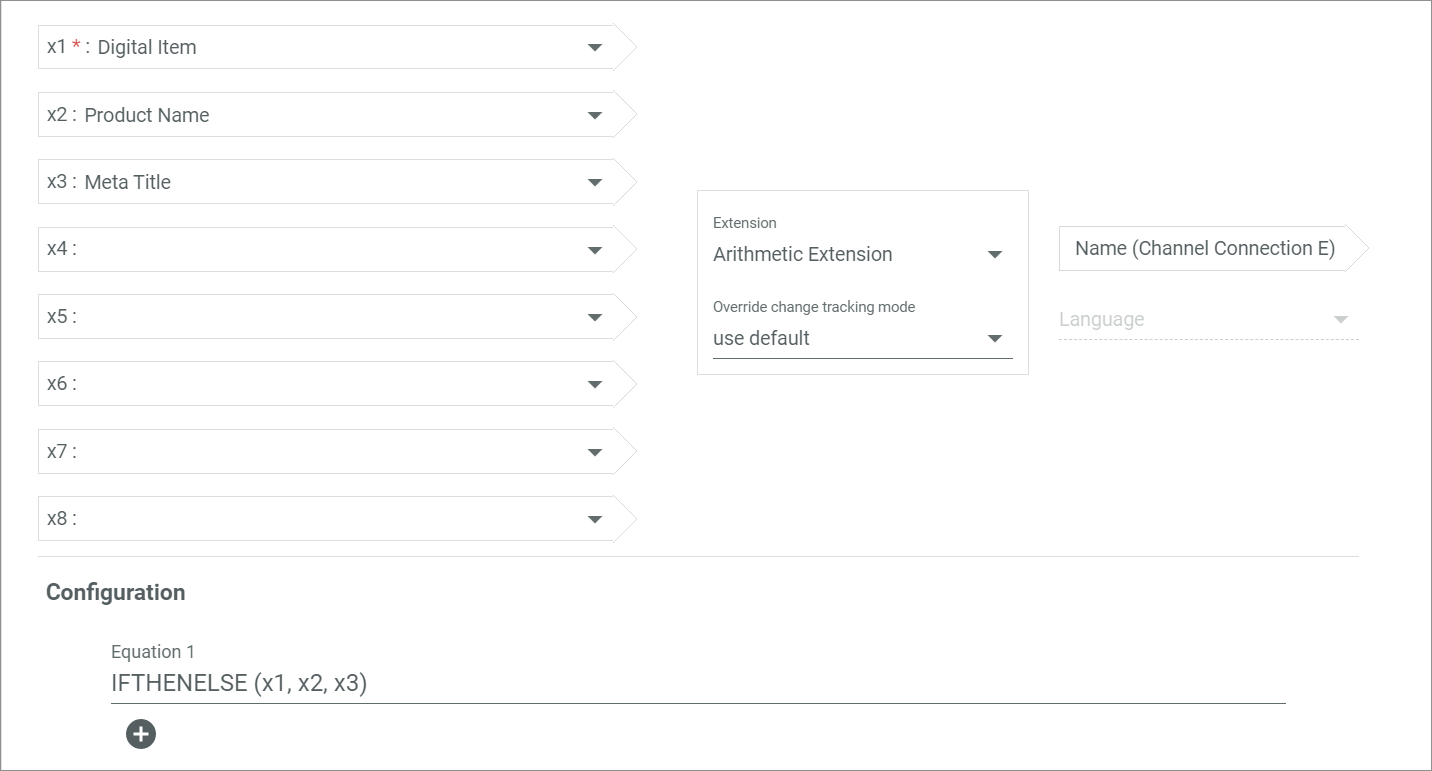 x1 * : Digital Item
x2 : Product Name
x3 : Meta Title
x4 :
x5 :
x6 :
x7 :
x8 :
Extension
Arithmetic Extension
Override change tracking mode
use default
Name (Channel Connection E)
Language
Configuration
Equation 1
IFTHENELSE (x1, x2, x3)